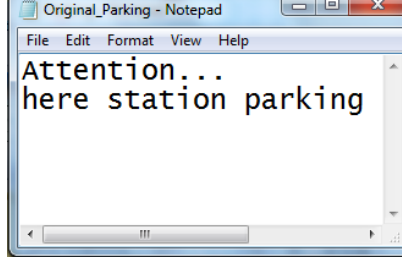 Original_Parking - Notepad
File Edit Format View Help
Attention...
here station parking